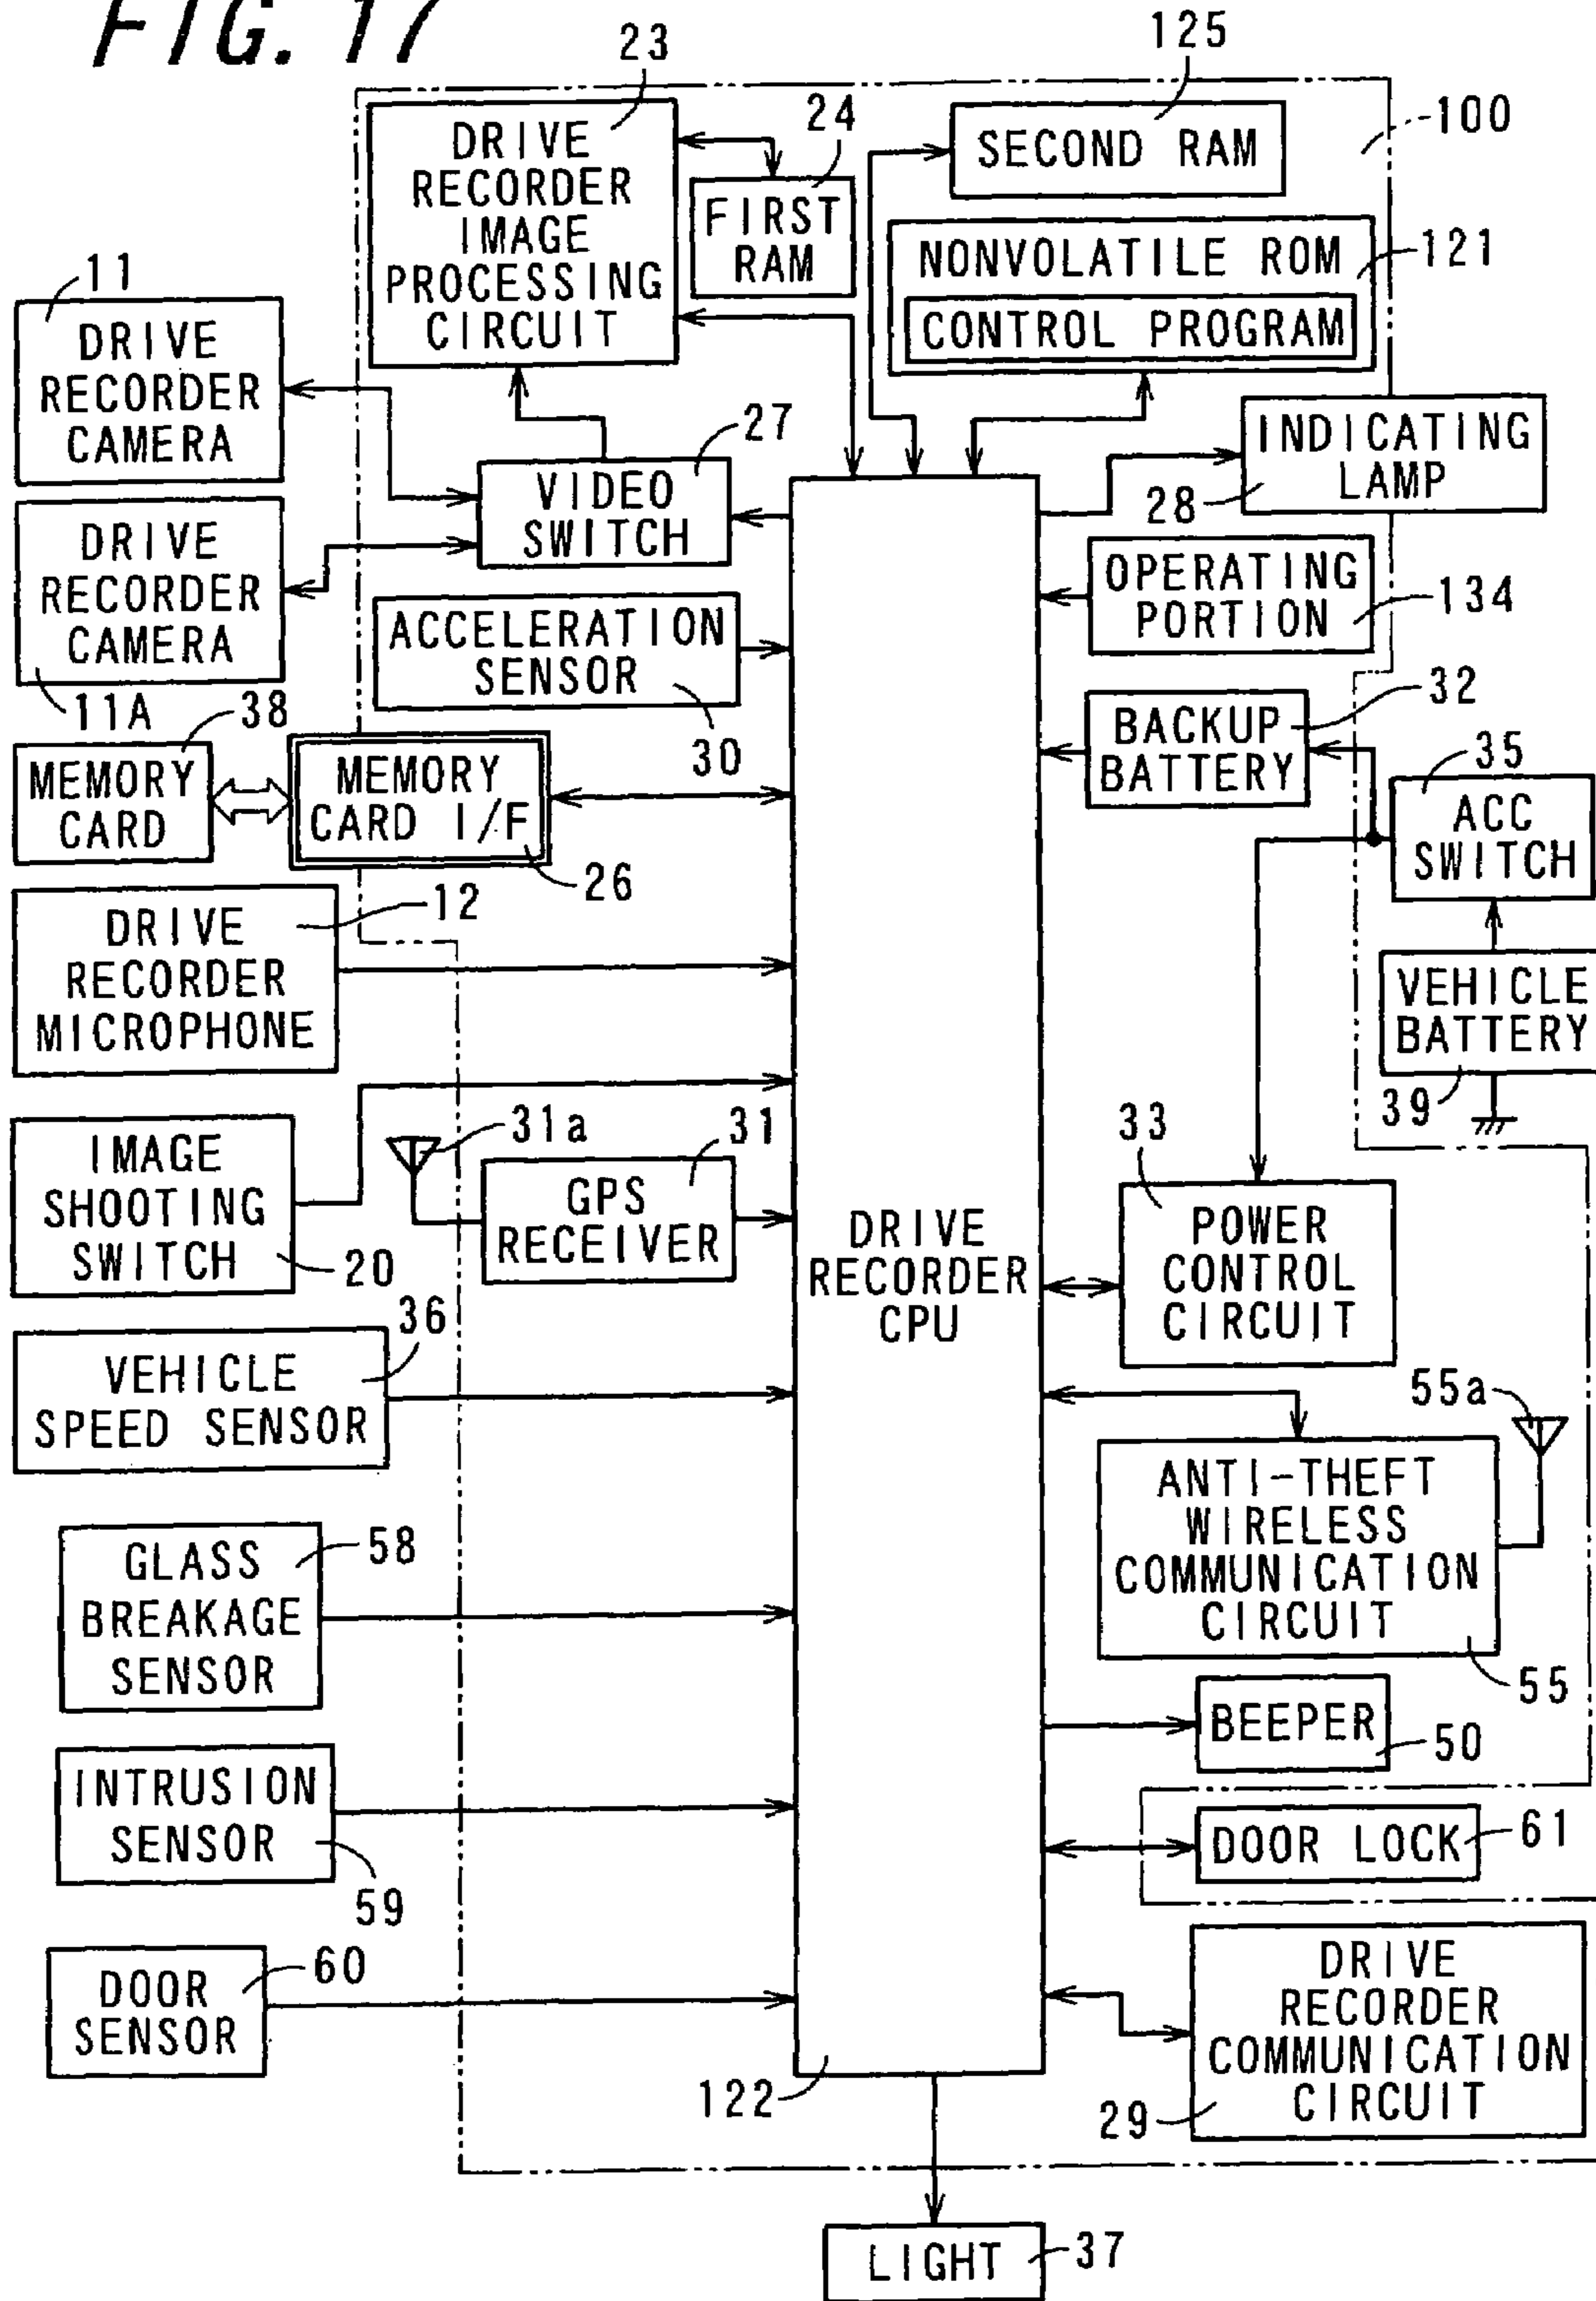 FIG. 17
23
125
DRIVE
RECORDER
IMAGE
PROCESSING
CIRCUIT
24
FIRST
RAM
SECOND RAM
100
NONVOLATILE ROM
121
CONTROL PROGRAM
11
DRIVE
RECORDER
CAMERA
27
VIDEO
SWITCH
INDICATING
LAMP
28
DRIVE
RECORDER
CAMERA
11A
ACCELERATION
SENSOR
30
OPERATING
PORTION
134
38
MEMORY
CARD
MEMORY
CARD I/F
26
BACKUP
BATTERY
32
35
ACC
SWITCH
12
DRIVE
RECORDER
MICROPHONE
VEHICLE
BATTERY
39
IMAGE
SHOOTING
SWITCH
20
31a
31
GPS
RECEIVER
DRIVE
RECORDER
CPU
33
POWER
CONTROL
CIRCUIT
36
VEHICLE
SPEED SENSOR
55a
ANTI-THEFT
WIRELESS
COMMUNICATION
CIRCUIT
55
58
GLASS
BREAKAGE
SENSOR
BEEPER
50
INTRUSION
SENSOR
59
DOOR LOCK
61
60
DOOR
SENSOR
DRIVE
RECORDER
COMMUNICATION
CIRCUIT
29
122
LIGHT
37